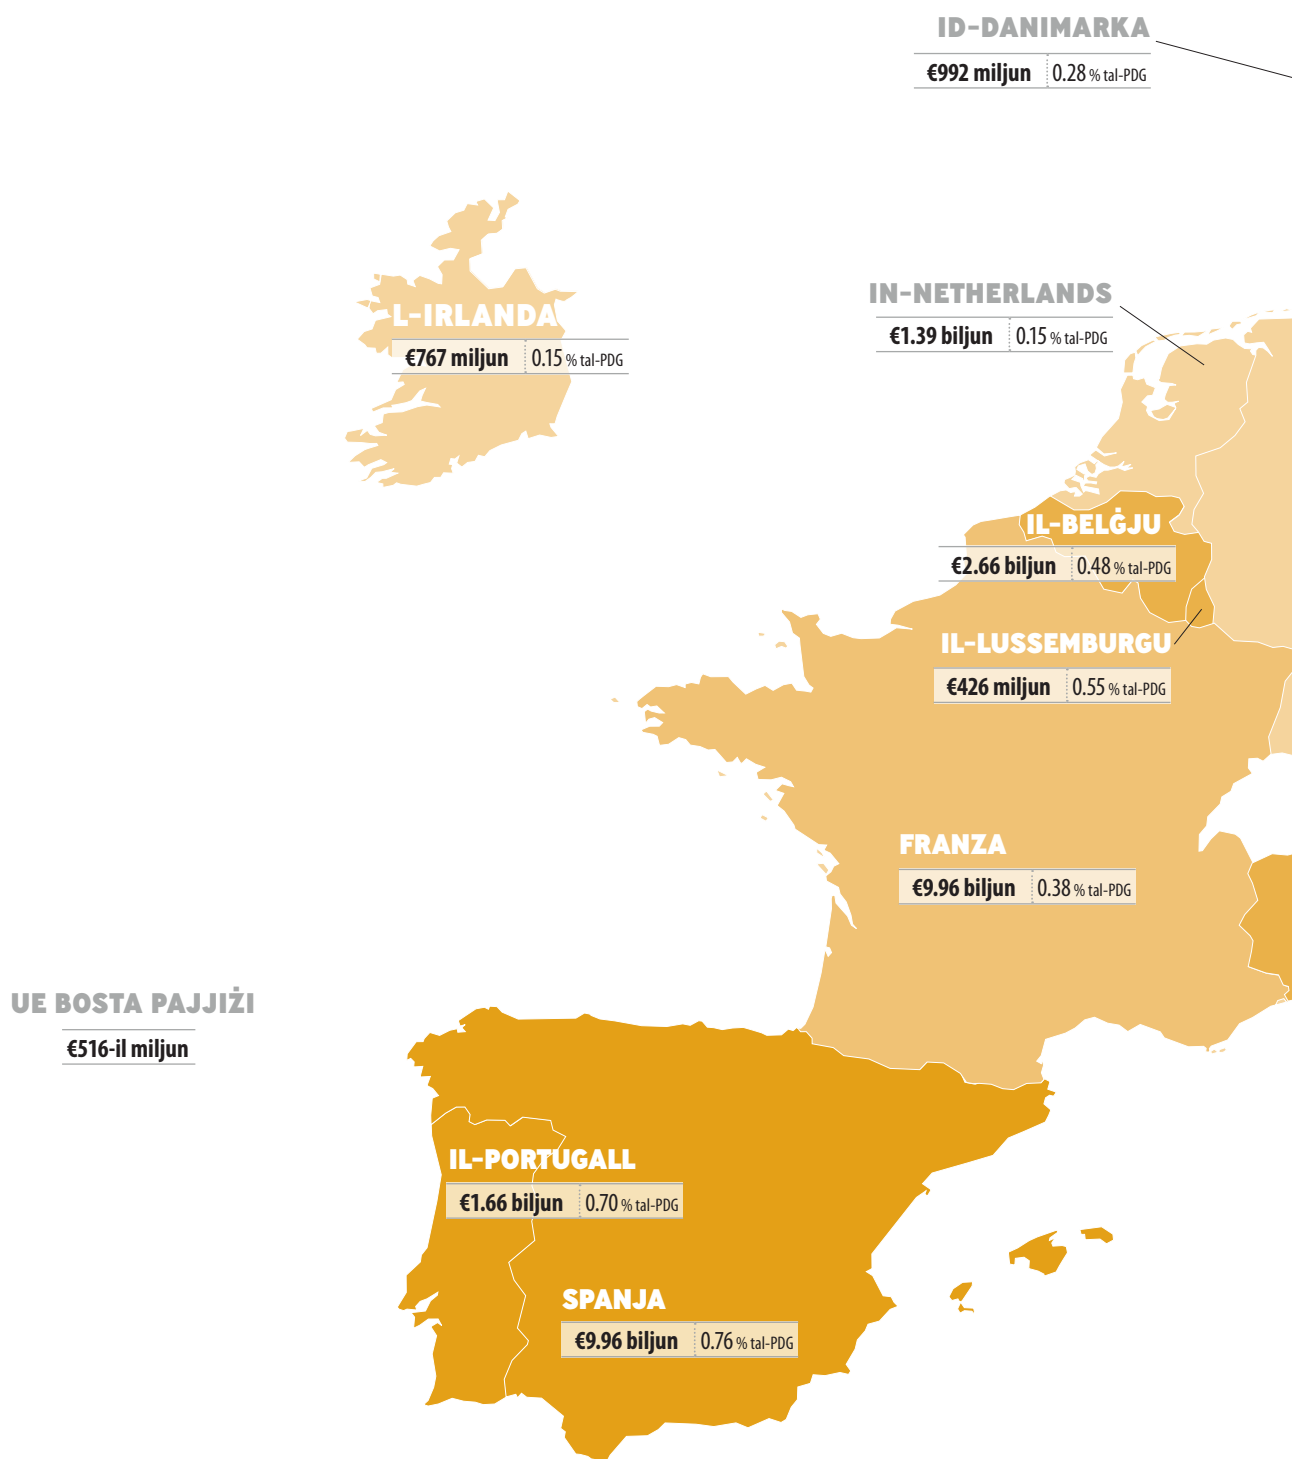 ID-DANIMARKA
€992 miljun 0.28 % tal-PDG
IN-NETHERLANDS
€1.39 biljun 0.15 % tal-PDG
L-IRLANDA
€767 miljun 0.15 % tal-PDG
IL-BELĠJU
€2.66 biljun 0.48 % tal-PDG
IL-LUSSEMBURGU
€426 miljun 0.55 % tal-PDG
FRANZA
€9.96 biljun 0.38 % tal-PDG
UE BOSTA PAJJIŻI
€516-il miljun
IL-PORTUGALL
€1.66 biljun 0.70 % tal-PDG
SPANJA
€9.96 biljun 0.76 % tal-PDG